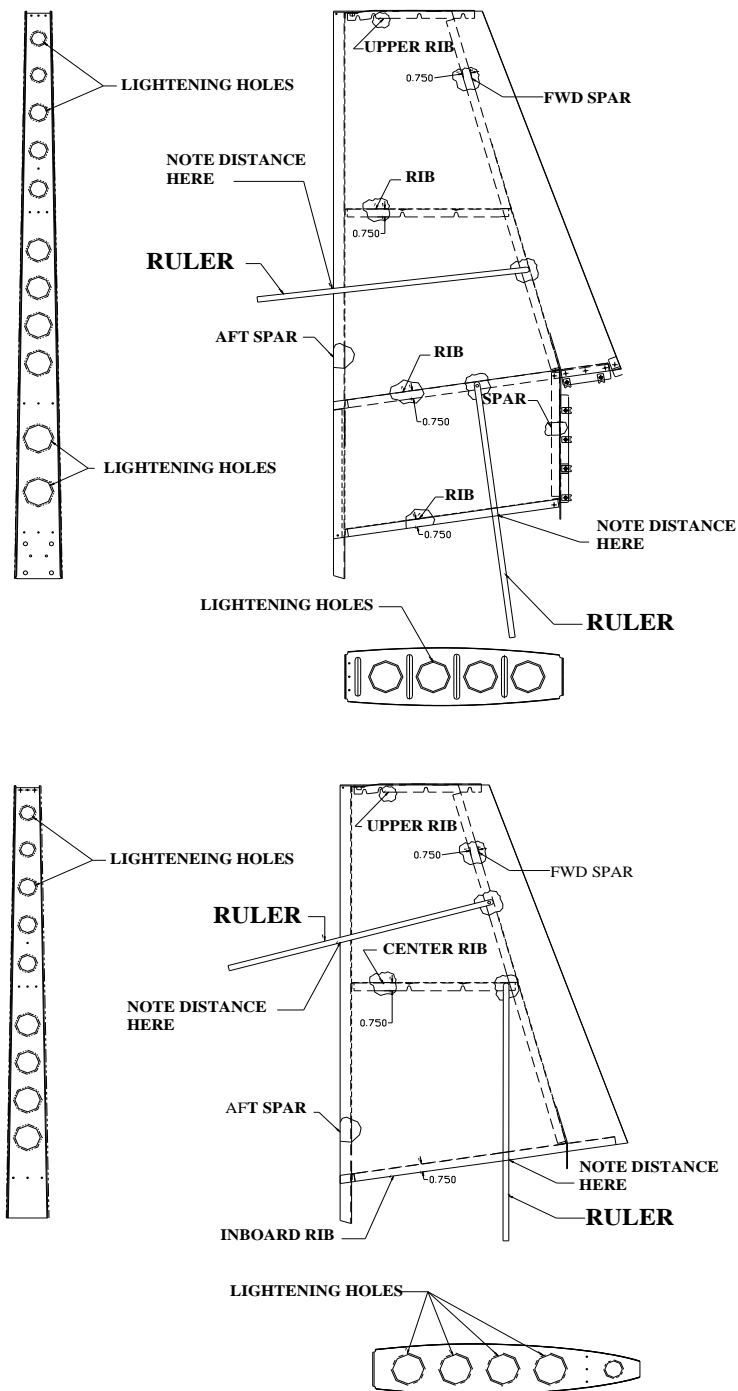 UPPER RIB
0.750
LIGHTENING HOLES
FWD SPAR
NOTE DISTANCE
HERE
RIB
0.750
RULER
AFT SPAR
RIB
0.750
SPAR
LIGHTENING HOLES
RIB
0.750
NOTE DISTANCE
HERE
LIGHTENING HOLES
RULER
UPPER RIB
0.750
LIGHTENEING HOLES
FWD SPAR
RULER
CENTER RIB
NOTE DISTANCE
HERE
0.750
AFT SPAR
NOTE DISTANCE
HERE
0.750
RULER
INBOARD RIB
LIGHTENING HOLES